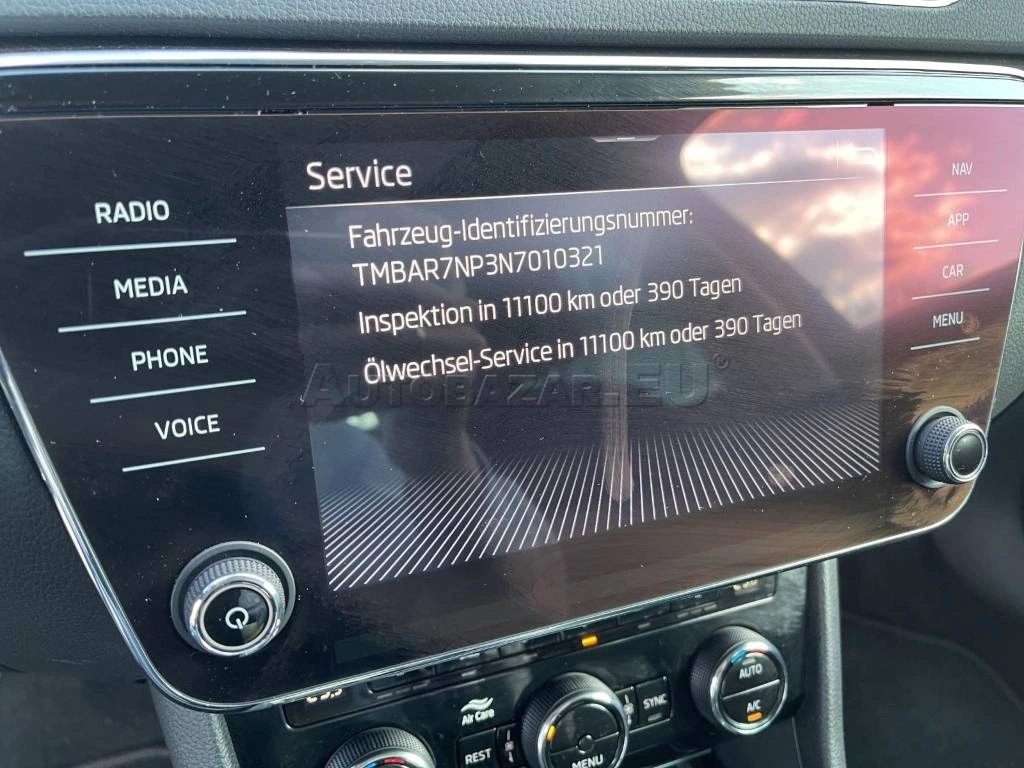 Service
Fahrzeug-Identifizierungsnummer:
TMBAR7NP3N7010321
Inspektion in 11100 km oder 390 Tagen
Ölwechsel-Service in 11100 km oder 390 Tagen
RADIO
MEDIA
PHONE
VOICE
NAV
APP
CAR
MENU
AUTOBAZAR.EU®
Air Care
REST
MENU
SYNC
AUTO
A/C